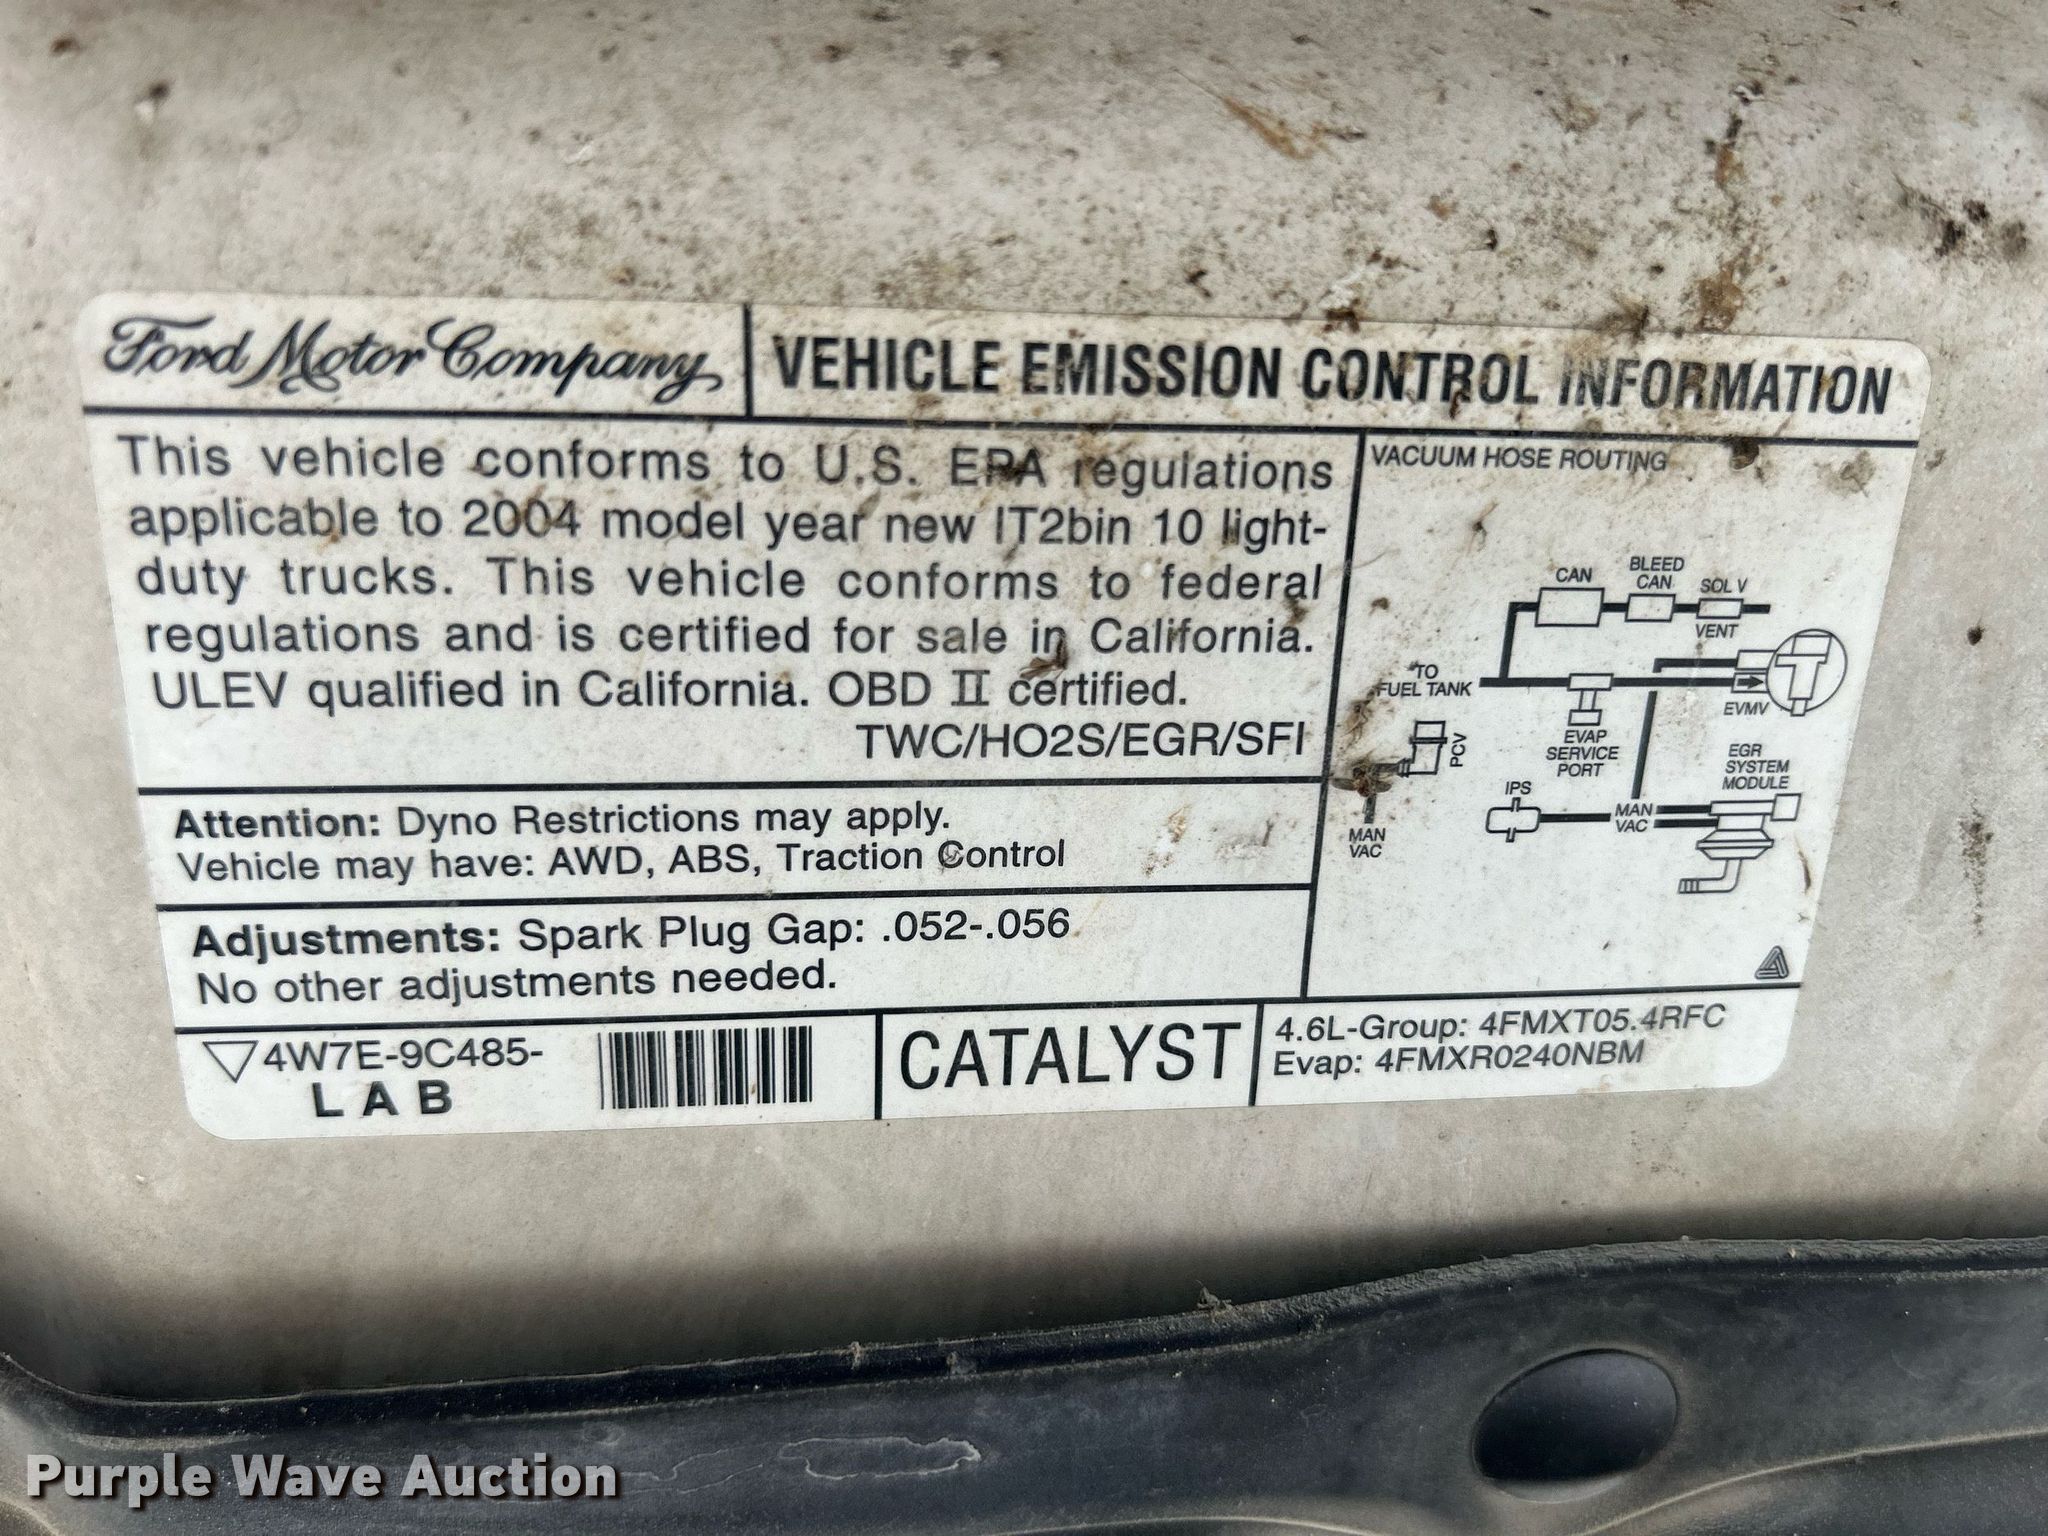 Ford Motor Company
VEHICLE EMISSION CONTROL INFORMATION
This vehicle conforms to U.S. EPA regulations
applicable to 2004 model year new IT2bin 10 light-
duty trucks. This vehicle conforms to federal
regulations and is certified for sale in California.
ULEV qualified in California. OBD II certified.
TWC/HO2S/EGR/SFI
Attention: Dyno Restrictions may apply.
Vehicle may have: AWD, ABS, Traction Control
Adjustments: Spark Plug Gap: .052-.056
No other adjustments needed.
VACUUM HOSE ROUTING
CAN
BLEED
CAN
SOL V
VENT
TO
FUEL TANK
EVMV
EVAP
SERVICE
PORT
PCV
MAN
VAC
IPS
MAN
VAC
EGR
SYSTEM
MODULE
4W7E-9C485-
LAB
CATALYST
4.6L-Group: 4FMXT05.4RFC
Evap: 4FMXR0240NBM
Purple Wave Auction